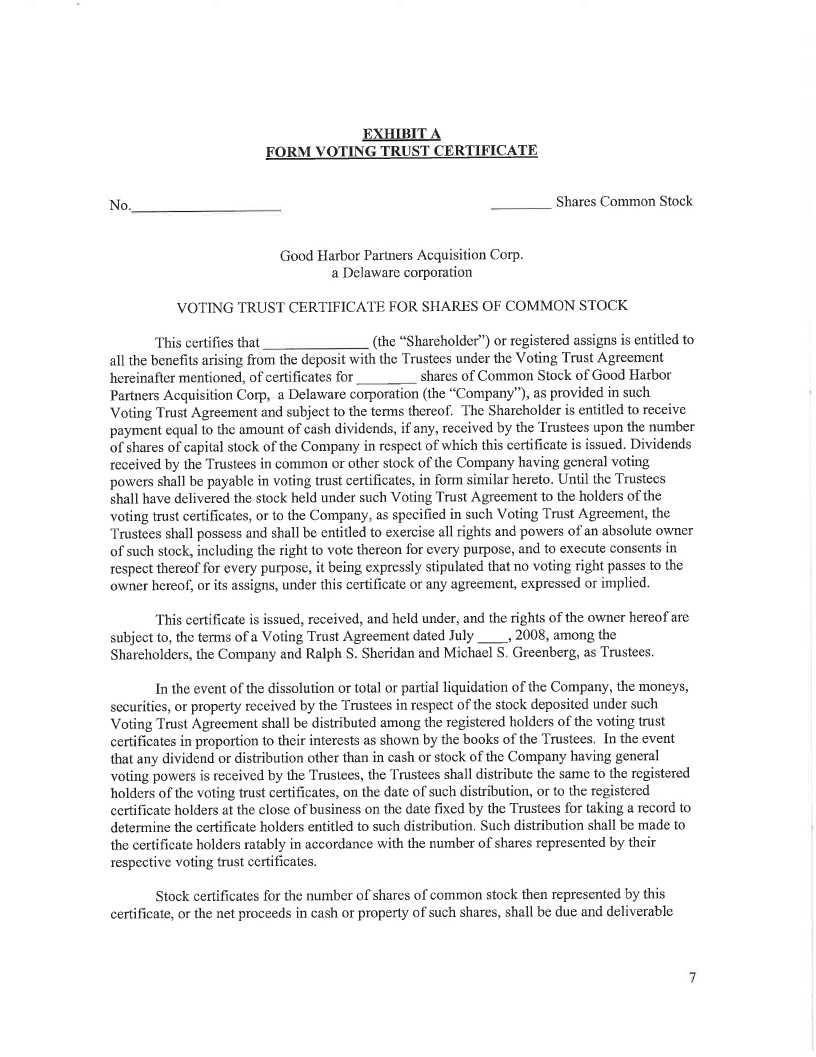 EXHIBIT A
FORM VOTING TRUST CERTIFICATE
No.____________________ ________ Shares Common Stock
Good Harbor Partners Acquisition Corp.
a Delaware corporation
VOTING TRUST CERTIFICATE FOR SHARES OF COMMON STOCK
This certifies that ______________ (the “Shareholder”) or registered assigns is entitled to
all the benefits arising from the deposit with the Trustees under the Voting Trust Agreement
hereinafter mentioned, of certificates for ________ shares of Common Stock of Good Harbor
Partners Acquisition Corp, a Delaware corporation (the “Company”), as provided in such
Voting Trust Agreement and subject to the terms thereof. The Shareholder is entitled to receive
payment equal to the amount of cash dividends, if any, received by the Trustees upon the number
of shares of capital stock of the Company in respect of which this certificate is issued. Dividends
received by the Trustees in common or other stock of the Company having general voting
powers shall be payable in voting trust certificates, in form similar hereto. Until the Trustees
shall have delivered the stock held under such Voting Trust Agreement to the holders of the
voting trust certificates, or to the Company, as specified in such Voting Trust Agreement, the
Trustees shall possess and shall be entitled to exercise all rights and powers of an absolute owner
of such stock, including the right to vote thereon for every purpose, and to execute consents in
respect thereof for every purpose, it being expressly stipulated that no voting right passes to the
owner hereof, or its assigns, under this certificate or any agreement, expressed or implied.
This certificate is issued, received, and held under, and the rights of the owner hereof are
subject to, the terms of a Voting Trust Agreement dated July ____, 2008, among the
Shareholders, the Company and Ralph S. Sheridan and Michael S. Greenberg, as Trustees.
In the event of the dissolution or total or partial liquidation of the Company, the moneys,
securities, or property received by the Trustees in respect of the stock deposited under such
Voting Trust Agreement shall be distributed among the registered holders of the voting trust
certificates in proportion to their interests as shown by the books of the Trustees. In the event
that any dividend or distribution other than in cash or stock of the Company having general
voting powers is received by the Trustees, the Trustees shall distribute the same to the registered
holders of the voting trust certificates, on the date of such distribution, or to the registered
certificate holders at the close of business on the date fixed by the Trustees for taking a record to
determine the certificate holders entitled to such distribution. Such distribution shall be made to
the certificate holders ratably in accordance with the number of shares represented by their
respective voting trust certificates.
Stock certificates for the number of shares of common stock then represented by this
certificate, or the net proceeds in cash or property of such shares, shall be due and deliverable
7